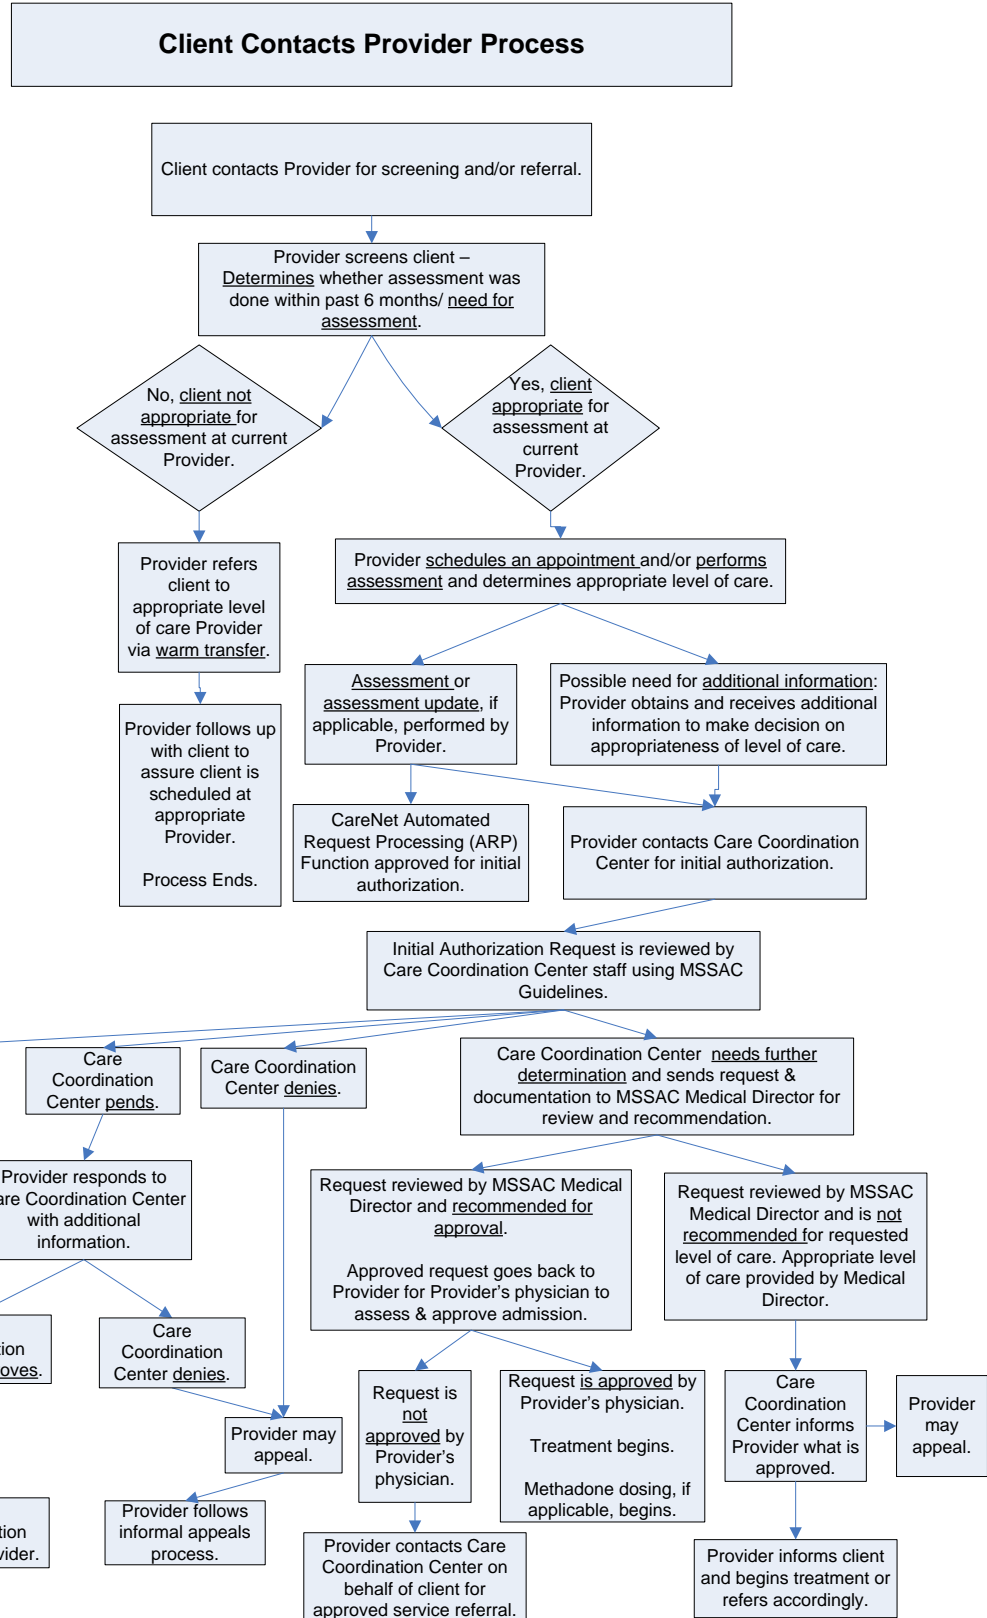 Client Contacts Provider Process
Client contacts Provider for screening and/or referral.
Provider screens client –
Determines whether assessment was
done within past 6 months/ need for
assessment.
No, client not
appropriate for
assessment at current
Provider.
Yes, client
appropriate for
assessment at
current
Provider.
Provider refers
client to
appropriate level
of care Provider
via warm transfer.
Provider schedules an appointment and/or performs
assessment and determines appropriate level of care.
Assessment or
assessment update, if
applicable, performed by
Provider.
Possible need for additional information:
Provider obtains and receives additional
information to make decision on
appropriateness of level of care.
Provider follows up
with client to
assure client is
scheduled at
appropriate
Provider.
Process Ends.
CareNet Automated
Request Processing (ARP)
Function approved for initial
authorization.
Provider contacts Care Coordination
Center for initial authorization.
Initial Authorization Request is reviewed by
Care Coordination Center staff using MSSAC
Guidelines.
Care
Coordination
Center pends.
Care Coordination
Center denies.
Care Coordination Center needs further
determination and sends request &
documentation to MSSAC Medical Director for
review and recommendation.
Provider responds to
are Coordination Center
with additional
information.
Request reviewed by MSSAC Medical
Director and recommended for
approval.
Approved request goes back to
Provider for Provider's physician to
assess & approve admission.
Request reviewed by MSSAC
Medical Director and is not
recommended for requested
level of care. Appropriate level
of care provided by Medical
Director.
tion
oves.
Care
Coordination
Center denies.
Provider may
appeal.
Request is
not
approved by
Provider's
physician.
Request is approved by
Provider's physician.
Treatment begins.
Methadone dosing, if
applicable, begins.
Care
Coordination
Center informs
Provider what is
approved.
Provider
may
appeal.
tion
vider.
Provider follows
informal appeals
process.
Provider contacts Care
Coordination Center on
behalf of client for
approved service referral.
Provider informs client
and begins treatment or
refers accordingly.